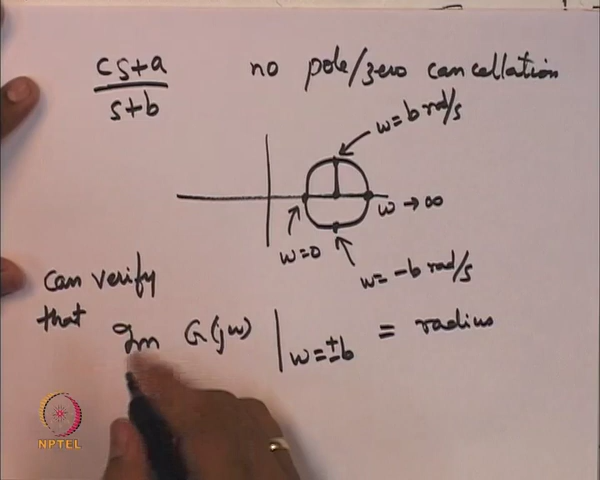 cs+a
s+b
no pole/zero cancellation
ω=b rad/s
ω→∞
ω=0
ω=-b rad/s
can verify
that Im G(jω) | ω=±b = radius
NPTEL